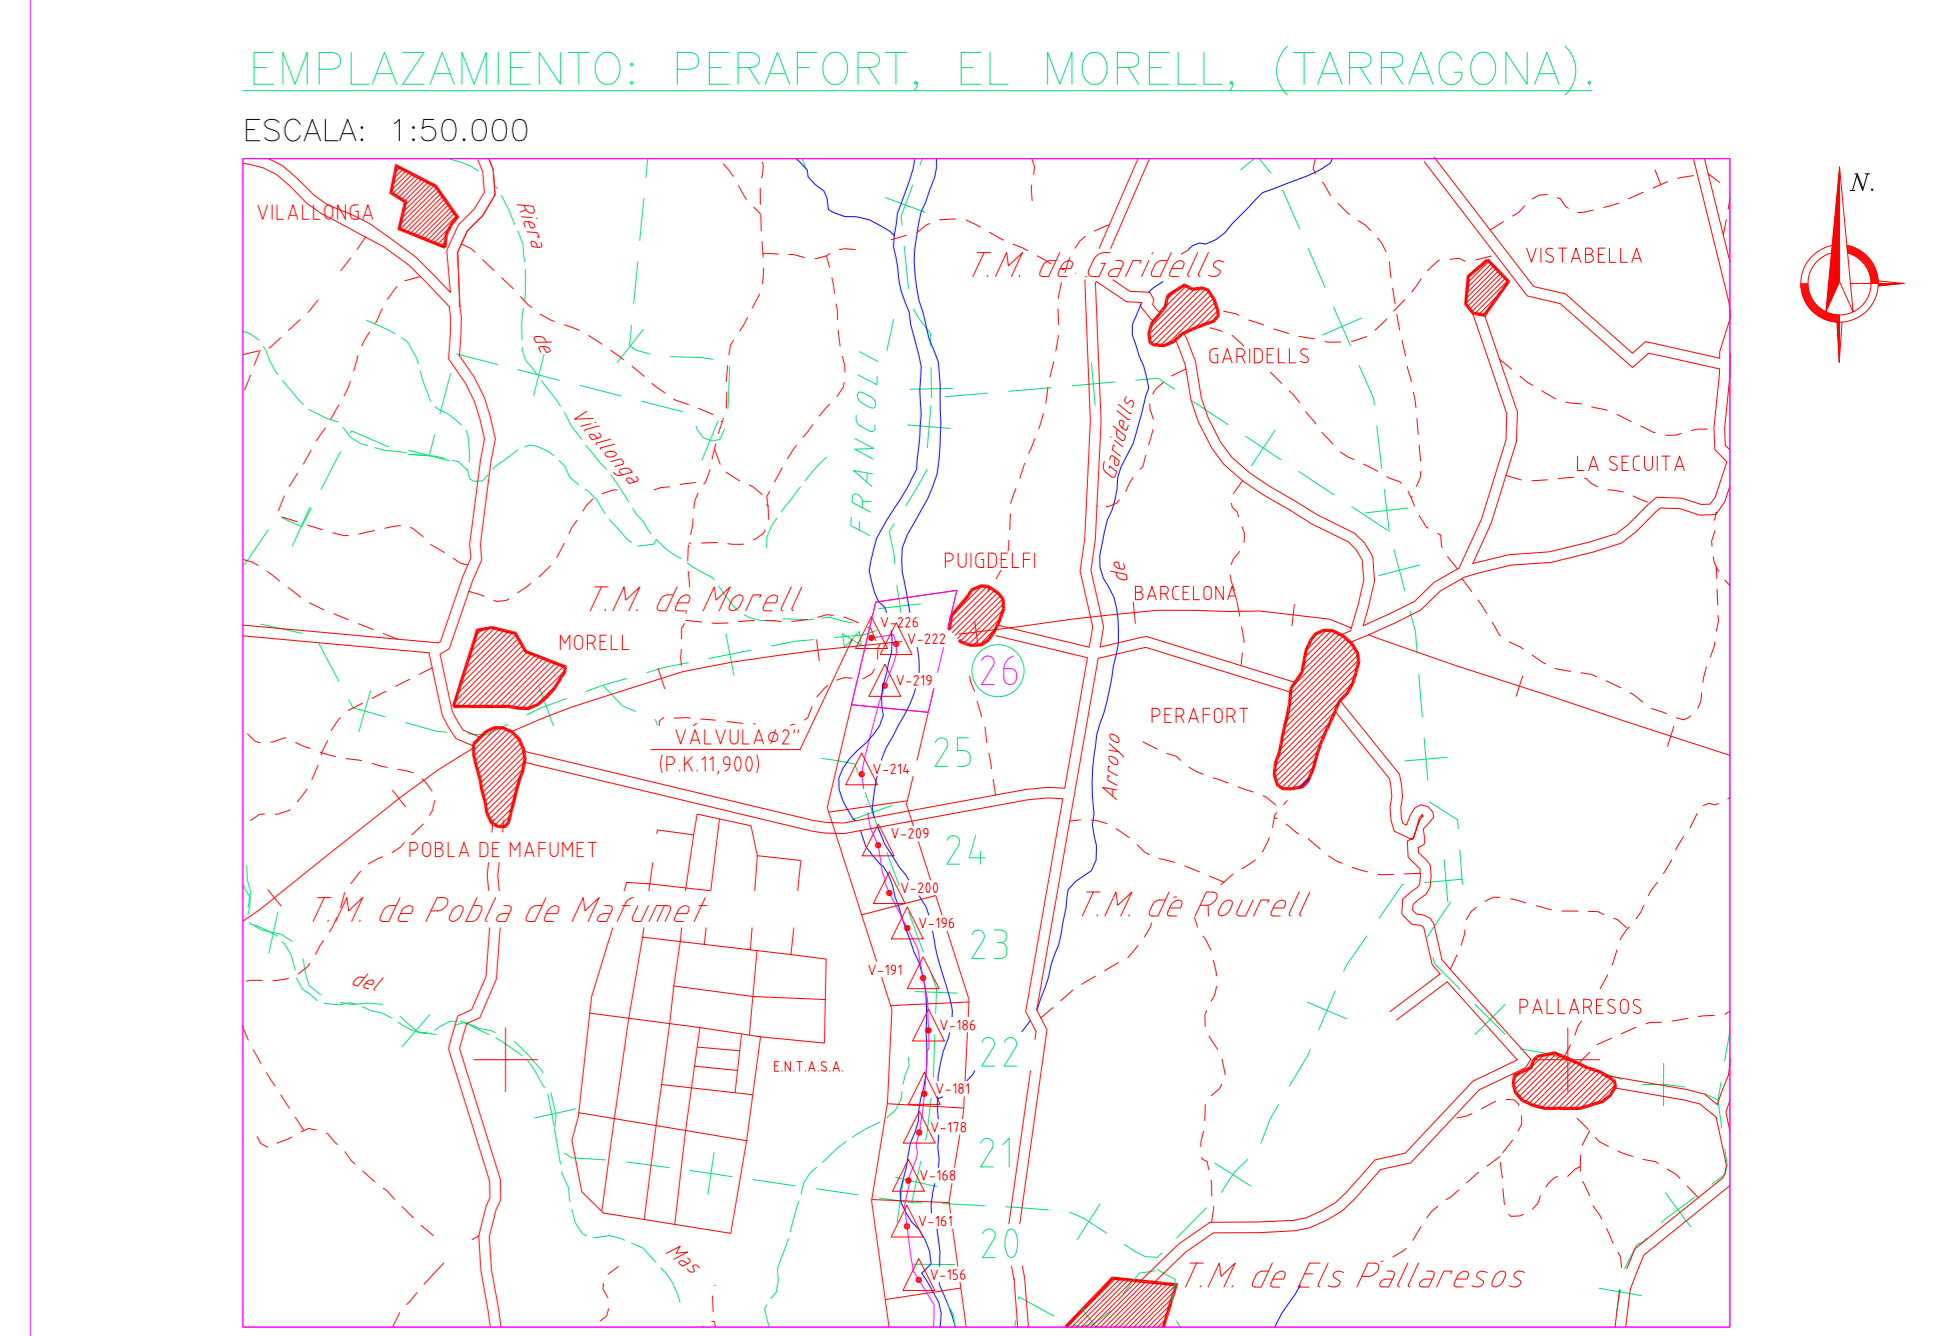 EMPLAZAMIENTO: PERAFORT, EL MORELL, (TARRAGONA).
ESCALA: 1:50.000
N.
VILALLONGA
Riera
de
Vilallonga
T.M. de Garidells
VISTABELLA
GARIDELLS
FRANCOLI
Garidells
de
Arroyo
LA SECUITA
PUIGDELFI
BARCELONA
T.M. de Morell
MORELL
V-226
V-222
V-219
26
PERAFORT
VÁLVULAø2"
(P.K.11,900)
25
V-214
V-209
24
POBLA DE MAFUMET
V-200
T.M. de Pobla de Mafumet
T.M. de Rourell
V-196
23
V-191
del
PALLARESOS
V-186
22
E.N.T.A.S.A.
V-181
V-178
21
V-168
V-161
20
Mas
V-156
T.M. de Els Pallaresos